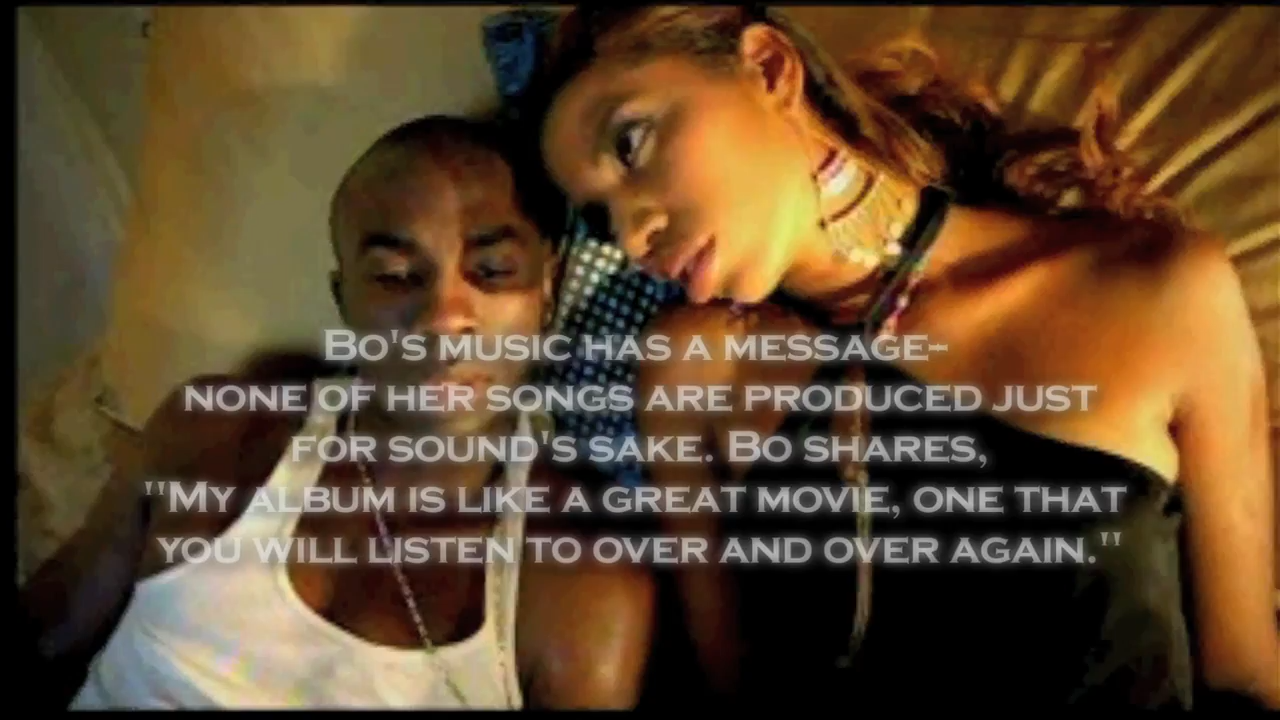 Bo's music has a message-
none of her songs are produced just
for sound's sake. Bo shares,
"My album is like a great movie, one that
you will listen to over and over again."